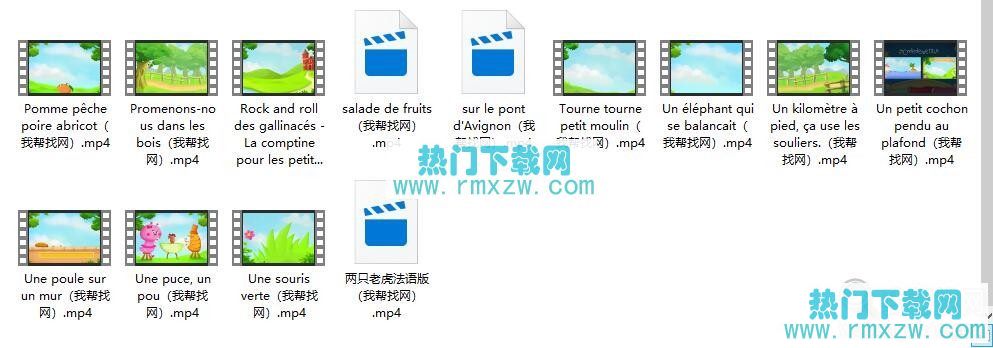 Pomme pêche
poire abricot（
我帮找网）.mp4
Promenons-no
us dans les
bois（我帮找
网）.mp4
Rock and roll
des gallinacés -
La comptine
pour les petit...
salade de fruits
（我帮找网）
.mp4
sur le pont
d'Avignon（我
Tourne tourne
petit moulin（
我帮找网）.mp4
Un éléphant qui
se balancait（
我帮找网）.mp4
Un kilomètre à
pied, ça use les
souliers.（我帮
找网）.mp4
Un petit cochon
pendu au
plafond（我帮
找网）.mp4
热门下载网
www.rmxzw.com
Une poule sur
un mur（我帮找
网）.mp4
Une puce, un
pou（我帮找
网）.mp4
Une souris
verte（我帮找
网）.mp4
两只老虎法语版
（我帮找网）
.mp4
热门下载网
www.rmxzw.com